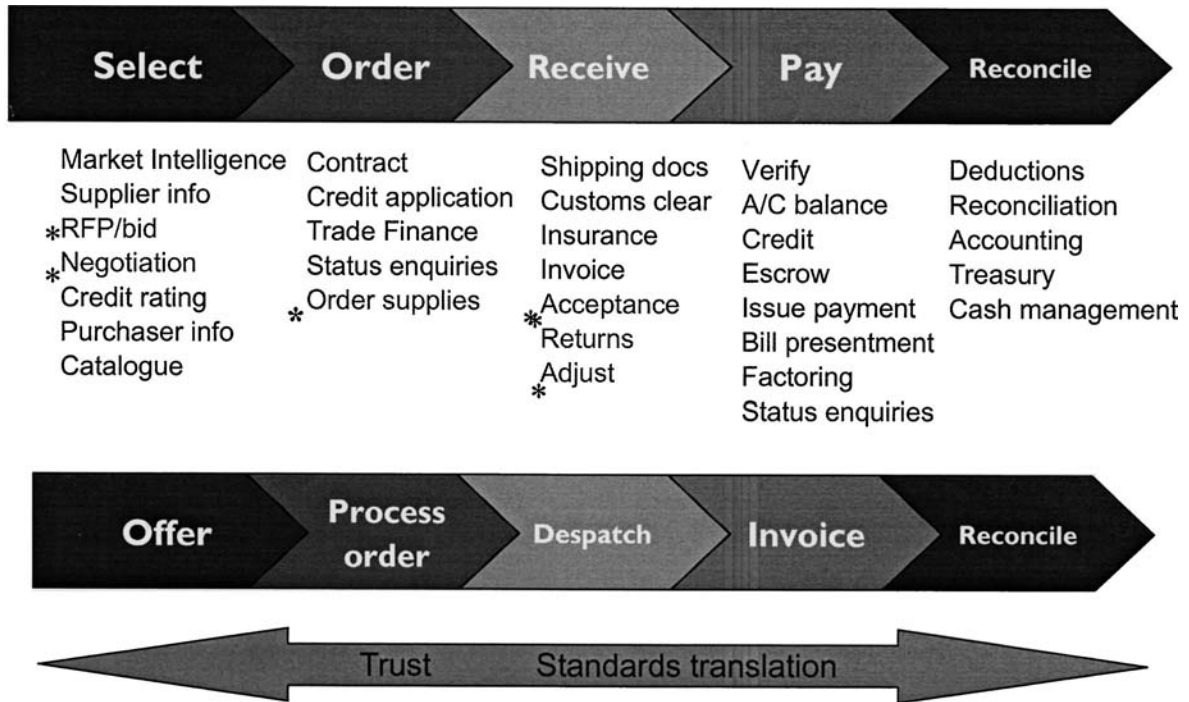 Select Order Receive Pay Reconcile
Market Intelligence
Supplier info
*RFP/bid
*Negotiation
Credit rating
Purchaser info
Catalogue
Contract
Credit application
Trade Finance
Status enquiries
*Order supplies
Shipping docs
Customs clear
Insurance
Invoice
*Acceptance
*Returns
*Adjust
Verify
A/C balance
Credit
Escrow
Issue payment
Bill presentment
Factoring
Status enquiries
Deductions
Reconciliation
Accounting
Treasury
Cash management
Offer
Process
order
Despatch
Invoice
Reconcile
Trust Standards translation